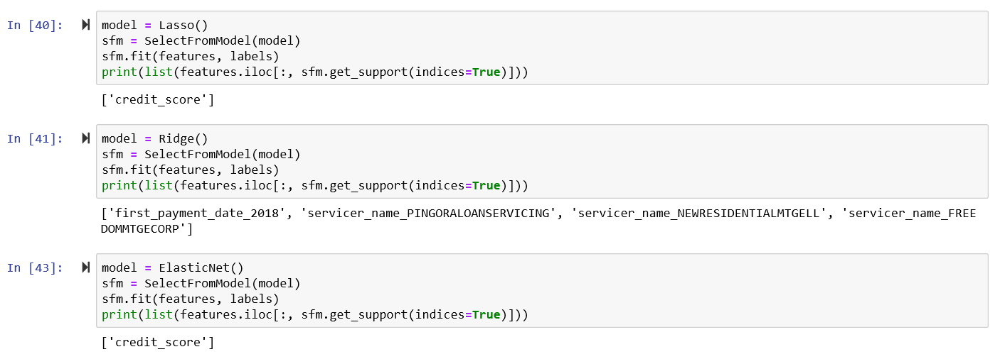 In [40]:
model = Lasso()
sfm = SelectFromModel(model)
sfm.fit(features, labels)
print(list(features.iloc[:, sfm.get_support(indices=True)]))
['credit_score']
In [41]:
model = Ridge()
sfm = SelectFromModel(model)
sfm.fit(features, labels)
print(list(features.iloc[:, sfm.get_support(indices=True)]))
['first_payment_date_2018', 'servicer_name_PINGORALOANSERVICING', 'servicer_name_NEWRESIDENTIALMTGELL', 'servicer_name_FREE
DOMMTGECORP']
In [43]:
model = ElasticNet()
sfm = SelectFromModel(model)
sfm.fit(features, labels)
print(list(features.iloc[:, sfm.get_support(indices=True)]))
['credit_score']